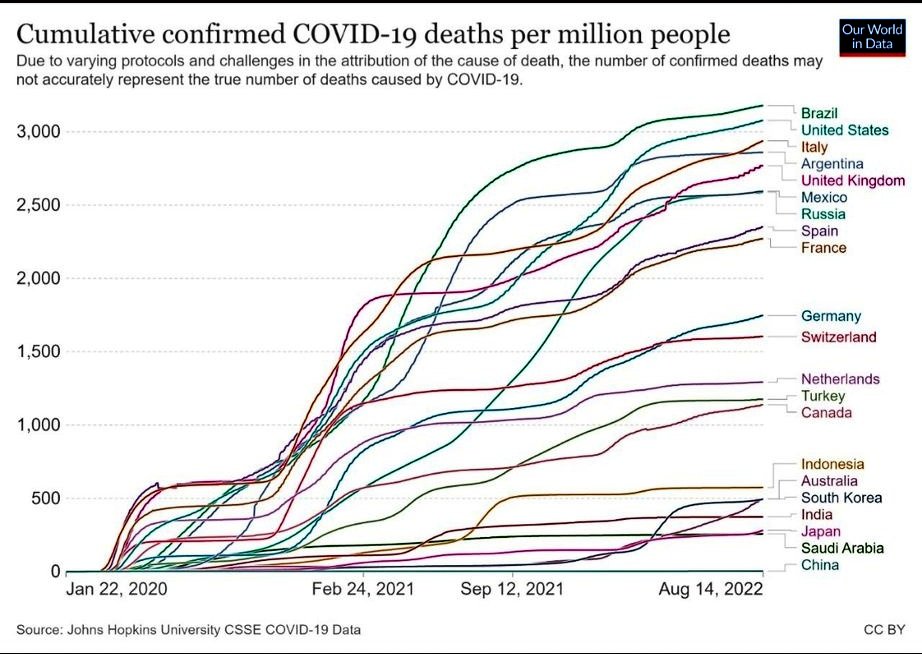 Cumulative confirmed COVID-19 deaths per million people
Our World
in Data
Due to varying protocols and challenges in the attribution of the cause of death, the number of confirmed deaths may
not accurately represent the true number of deaths caused by COVID-19.
3,000
2,500
2,000
1,500
1,000
500
0
Brazil
United States
Italy
Argentina
United Kingdom
Mexico
Russia
Spain
France
Germany
Switzerland
Netherlands
Turkey
Canada
Indonesia
Australia
South Korea
India
Japan
Saudi Arabia
China
Jan 22, 2020
Feb 24, 2021
Sep 12, 2021
Aug 14, 2022
Source: Johns Hopkins University CSSE COVID-19 Data
CC BY